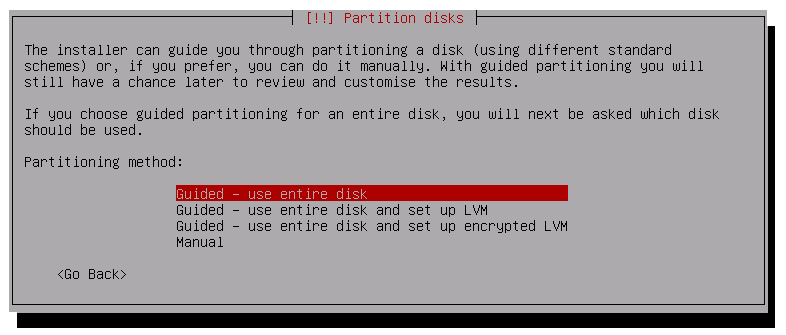 [!!] Partition disks
The installer can guide you through partitioning a disk (using different standard
schemes) or, if you prefer, you can do it manually. With guided partitioning you will
still have a chance later to review and customise the results.
If you choose guided partitioning for an entire disk, you will next be asked which disk
should be used.
Partitioning method:
Guided - use entire disk
Guided - use entire disk and set up LVM
Guided - use entire disk and set up encrypted LVM
Manual
<Go Back>